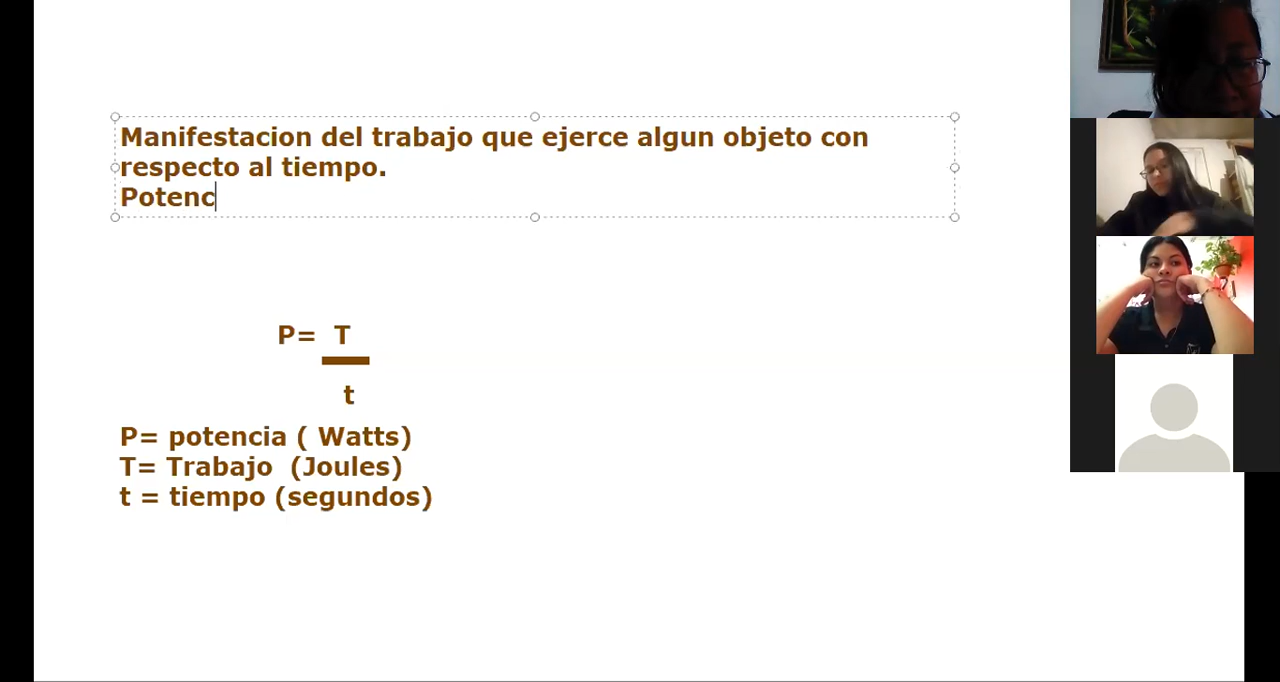 Manifestacion del trabajo que ejerce algun objeto con
respecto al tiempo.
Potenc
P= T
t
P= potencia ( Watts)
T= Trabajo (Joules)
t = tiempo (segundos)